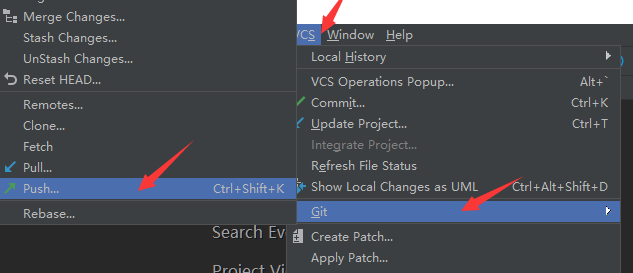 Merge Changes...
Stash Changes...
UnStash Changes...
Reset HEAD...
Remotes...
Clone...
Fetch
Pull...
Push... Ctrl+Shift+K
Rebase...
VCS Window Help
Local History
VCS Operations Popup... Alt+`
Commit... Ctrl+K
Update Project... Ctrl+T
Integrate Project...
Refresh File Status
Show Local Changes as UML Ctrl+Alt+Shift+D
Git
Create Patch...
Apply Patch...
Search Ev
Project Vi